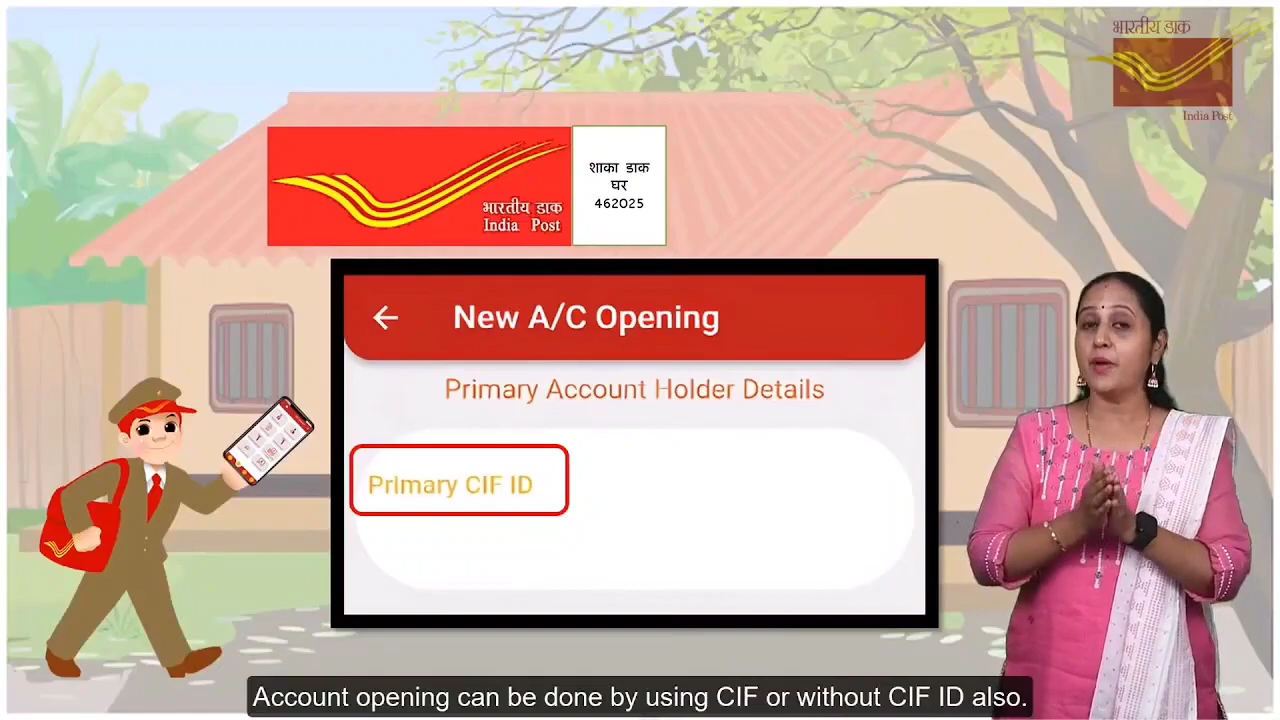 भारतीय डाक
India Post
भारतीय डाक
India Post
शाका डाक
घर
462025
New A/C Opening
Primary Account Holder Details
Primary CIF ID
Account opening can be done by using CIF or without CIF ID also.